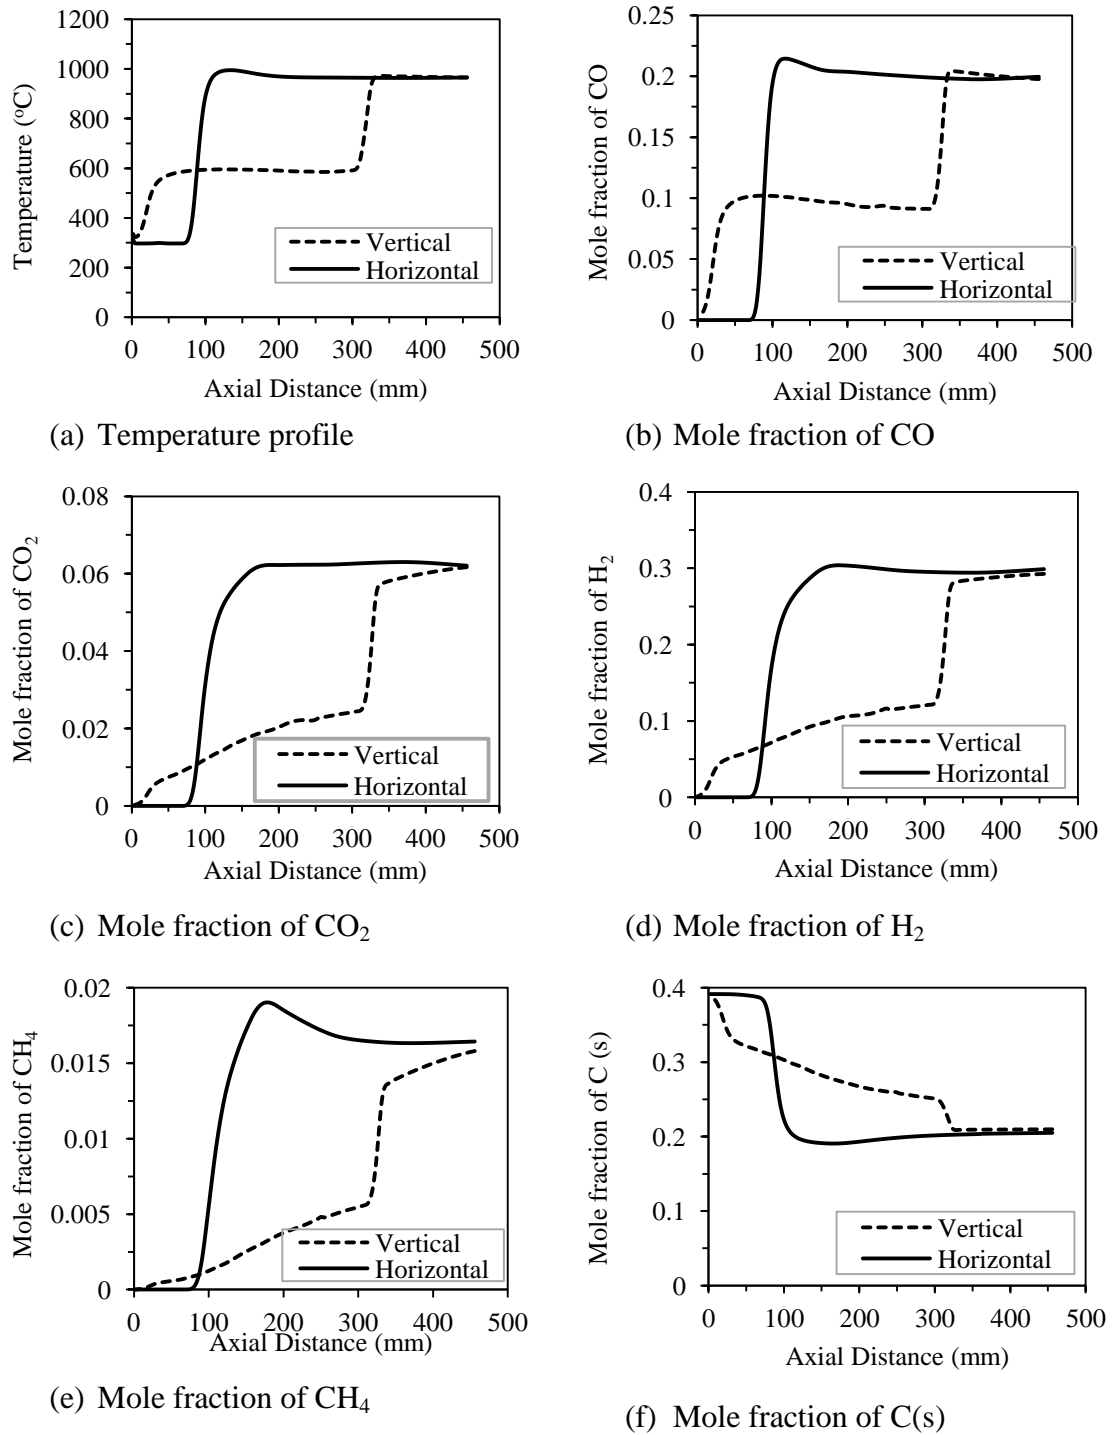 1200
1000
800
600
400
200
0
0 100 200 300 400 500
Temperature (°C)
Axial Distance (mm)
Vertical
Horizontal
(a) Temperature profile
0.25
0.2
0.15
0.1
0.05
0
0 100 200 300 400 500
Mole fraction of CO
Axial Distance (mm)
Vertical
Horizontal
(b) Mole fraction of CO
0.08
0.06
0.04
0.02
0
0 100 200 300 400 500
Mole fraction of CO₂
Axial Distance (mm)
Vertical
Horizontal
(c) Mole fraction of CO₂
0.4
0.3
0.2
0.1
0
0 100 200 300 400 500
Mole fraction of H₂
Axial Distance (mm)
Vertical
Horizontal
(d) Mole fraction of H₂
0.02
0.015
0.01
0.005
0
0 100 200 300 400 500
Mole fraction of CH₄
Axial Distance (mm)
Vertical
Horizontal
(e) Mole fraction of CH₄
0.4
0.3
0.2
0.1
0
0 100 200 300 400 500
Mole fraction of C (s)
Axial Distance (mm)
Vertical
Horizontal
(f) Mole fraction of C(s)